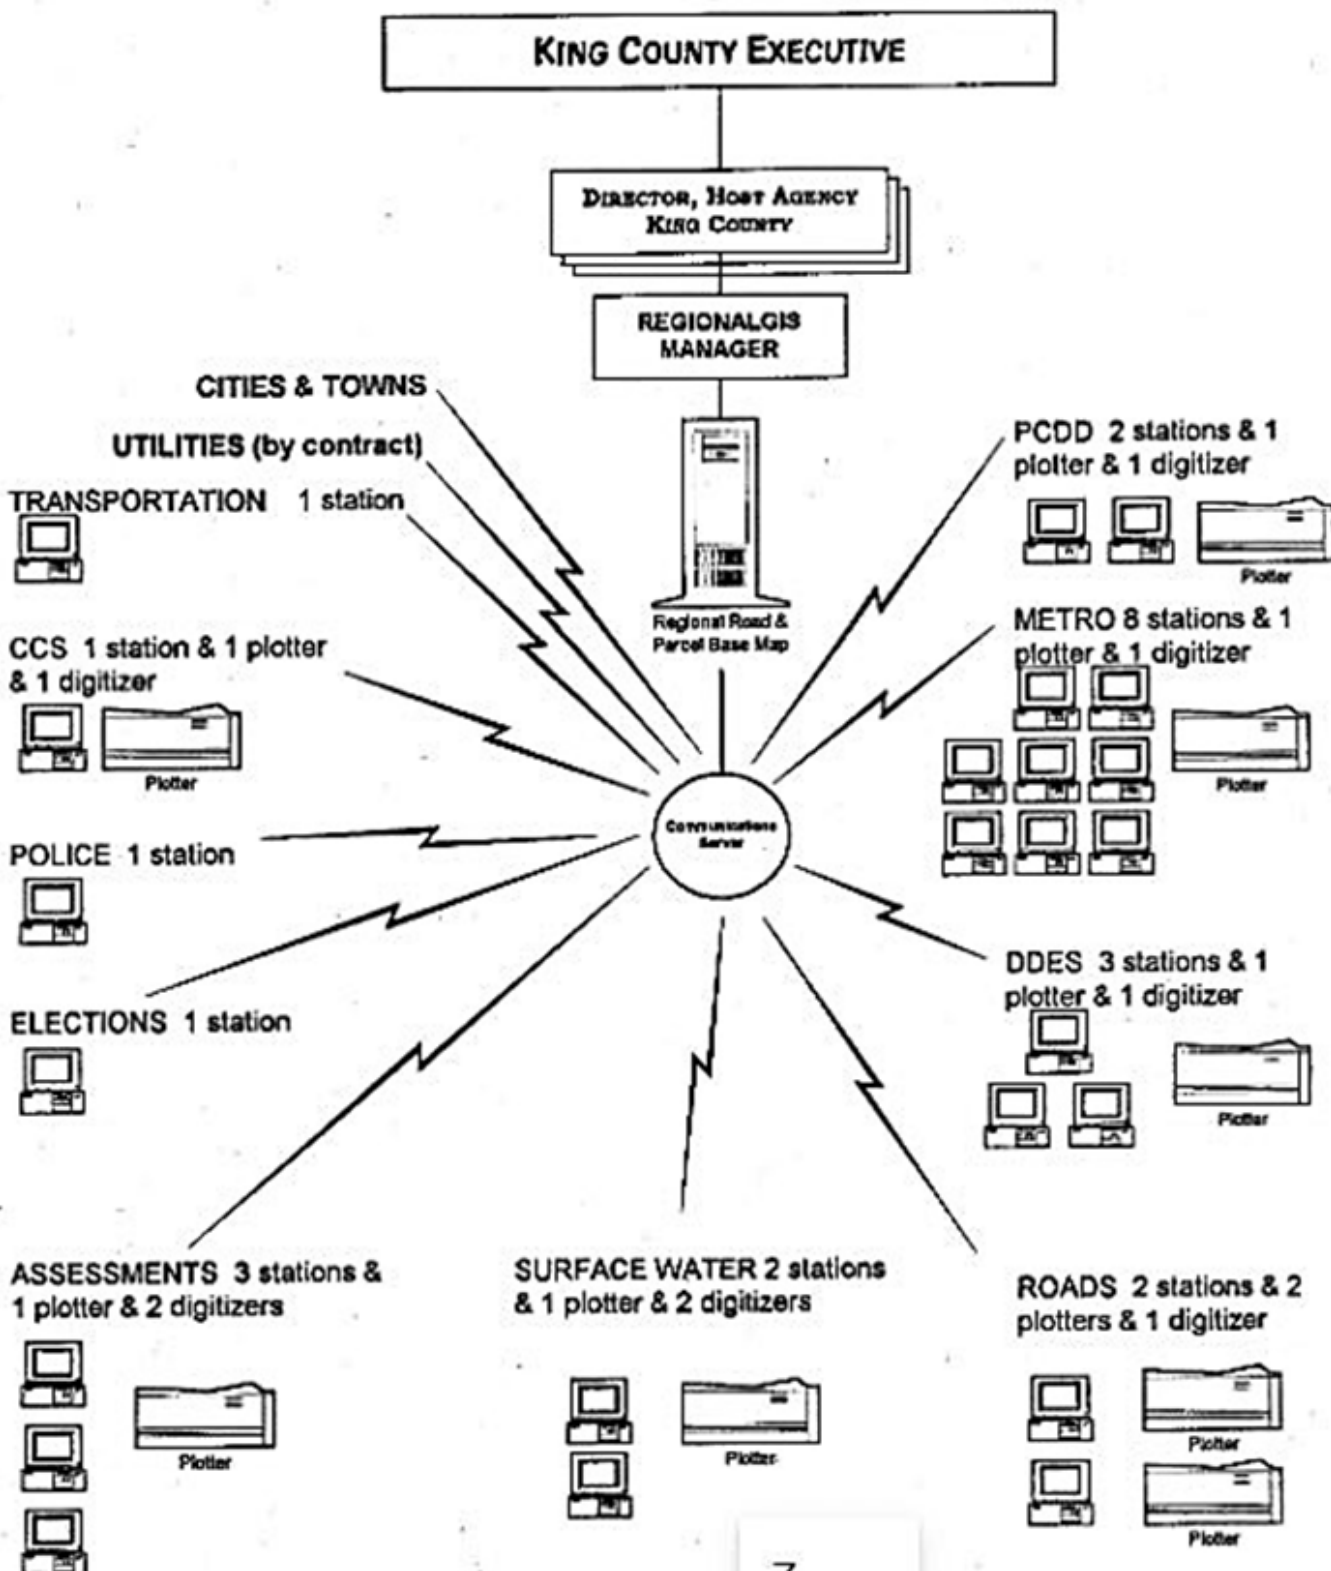 KING COUNTY EXECUTIVE
DIRECTOR, HOST AGENCY
KING COUNTY
REGIONALGIS
MANAGER
CITIES & TOWNS
UTILITIES (by contract)
TRANSPORTATION 1 station
CCS 1 station & 1 plotter
& 1 digitizer
Plotter
POLICE 1 station
ELECTIONS 1 station
ASSESSMENTS 3 stations &
1 plotter & 2 digitizers
Plotter
Regional Road &
Parcel Base Map
Communications
Server
SURFACE WATER 2 stations
& 1 plotter & 2 digitizers
Plotter
PCDD 2 stations & 1
plotter & 1 digitizer
Plotter
METRO 8 stations & 1
plotter & 1 digitizer
Plotter
DDES 3 stations & 1
plotter & 1 digitizer
Plotter
ROADS 2 stations & 2
plotters & 1 digitizer
Plotter
Plotter